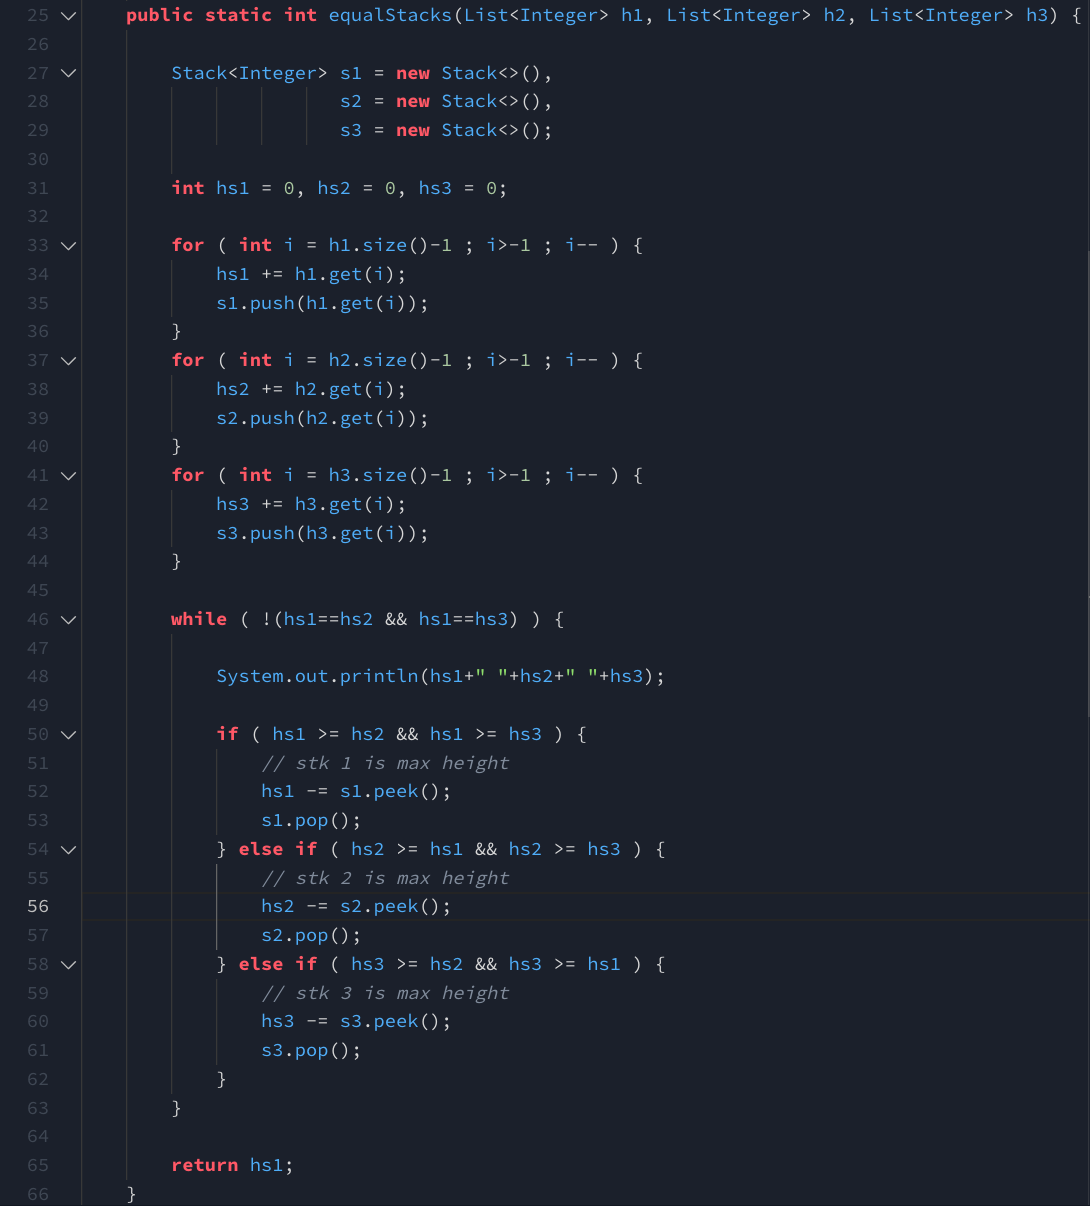 25 public static int equalStacks(List<Integer> h1, List<Integer> h2, List<Integer> h3) {
26
27 Stack<Integer> s1 = new Stack<>(),
28 s2 = new Stack<>(),
29 s3 = new Stack<>();
30
31 int hs1 = 0, hs2 = 0, hs3 = 0;
32
33 for ( int i = h1.size()-1 ; i>-1 ; i-- ) {
34 hs1 += h1.get(i);
35 s1.push(h1.get(i));
36 }
37 for ( int i = h2.size()-1 ; i>-1 ; i-- ) {
38 hs2 += h2.get(i);
39 s2.push(h2.get(i));
40 }
41 for ( int i = h3.size()-1 ; i>-1 ; i-- ) {
42 hs3 += h3.get(i);
43 s3.push(h3.get(i));
44 }
45
46 while ( !(hs1==hs2 && hs1==hs3) ) {
47
48 System.out.println(hs1+" "+hs2+" "+hs3);
49
50 if ( hs1 >= hs2 && hs1 >= hs3 ) {
51 // stk 1 is max height
52 hs1 -= s1.peek();
53 s1.pop();
54 } else if ( hs2 >= hs1 && hs2 >= hs3 ) {
55 // stk 2 is max height
56 hs2 -= s2.peek();
57 s2.pop();
58 } else if ( hs3 >= hs2 && hs3 >= hs1 ) {
59 // stk 3 is max height
60 hs3 -= s3.peek();
61 s3.pop();
62 }
63 }
64
65 return hs1;
66 }